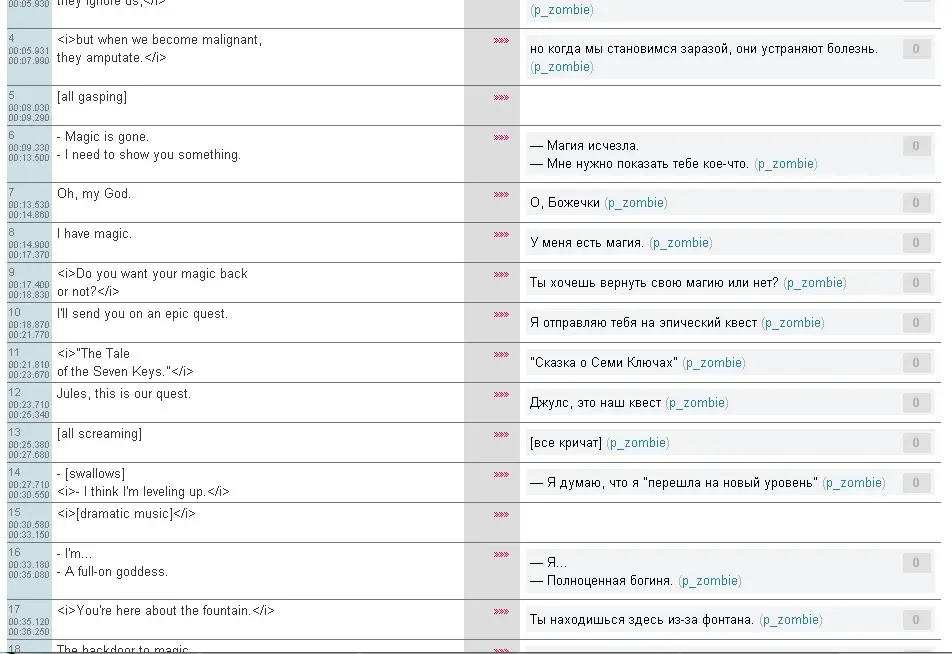 00:05.930
they ignore us,</i>
(p_zombie)
4
00:05.931
00:07.990
<i>but when we become malignant,
they amputate.</i>
»»
но когда мы становимся заразой, они устраняют болезнь.
(p_zombie)
0
5
00:08.030
00:09.290
[all gasping]
»»
6
00:09.330
00:13.500
- Magic is gone.
- I need to show you something.
»»
— Магия исчезла.
— Мне нужно показать тебе кое-что. (p_zombie)
0
7
00:13.530
00:14.860
Oh, my God.
»»
О, Божечки (p_zombie)
0
8
00:14.900
00:17.370
I have magic.
»»
У меня есть магия. (p_zombie)
0
9
00:17.400
00:18.830
<i>Do you want your magic back
or not?</i>
»»
Ты хочешь вернуть свою магию или нет? (p_zombie)
0
10
00:18.870
00:21.770
I'll send you on an epic quest.
»»
Я отправляю тебя на эпический квест (p_zombie)
0
11
00:21.810
00:23.670
<i>"The Tale
of the Seven Keys."</i>
»»
"Сказка о Семи Ключах" (p_zombie)
0
12
00:23.710
00:25.340
Jules, this is our quest.
»»
Джулс, это наш квест (p_zombie)
0
13
00:25.380
00:27.680
[all screaming]
»»
[все кричат] (p_zombie)
0
14
00:27.710
00:30.550
- [swallows]
<i>- I think I'm leveling up.</i>
»»
— Я думаю, что я "перешла на новый уровень" (p_zombie)
0
15
00:30.580
00:33.150
<i>[dramatic music]</i>
»»
16
00:33.180
00:35.080
- I'm...
- A full-on goddess.
»»
— Я...
— Полноценная богиня. (p_zombie)
0
17
00:35.120
00:36.250
<i>You're here about the fountain.</i>
»»
Ты находишься здесь из-за фонтана. (p_zombie)
0
18
The backdoor to magic
»»